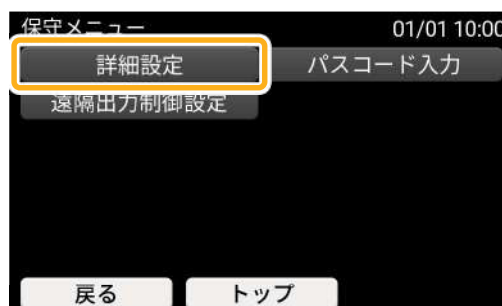 保守メニュー 01/01 10:00
詳細設定 パスコード入力
遠隔出力制御設定
戻る トップ